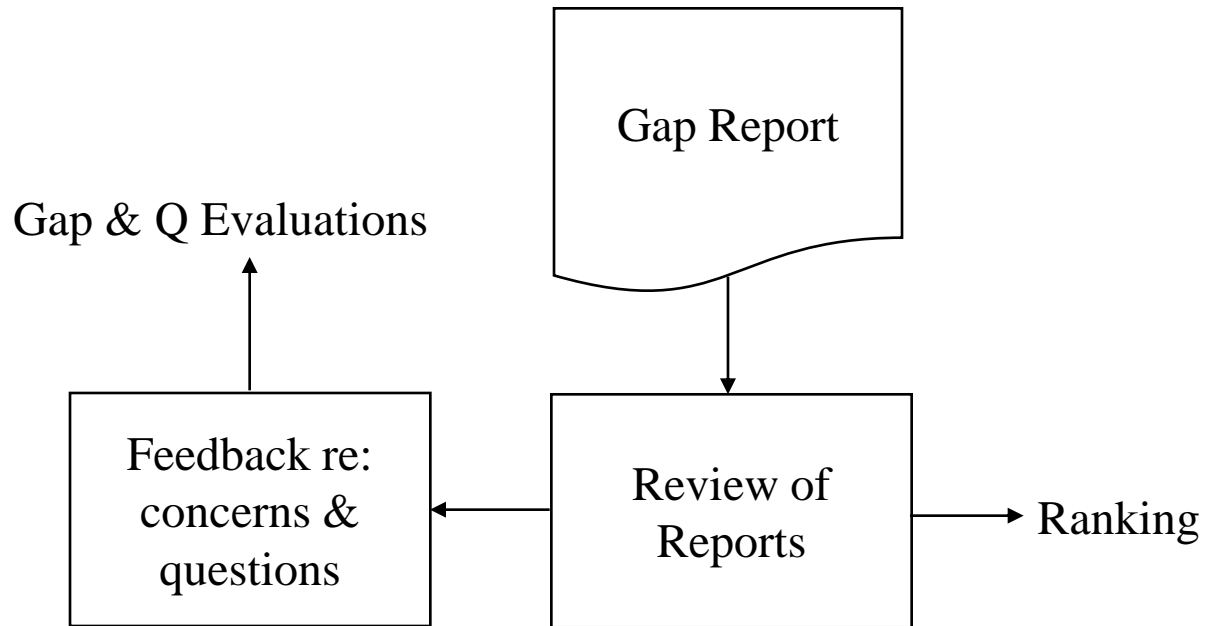 Gap Report
Gap & Q Evaluations
Feedback re:
concerns &
questions
Review of
Reports
Ranking